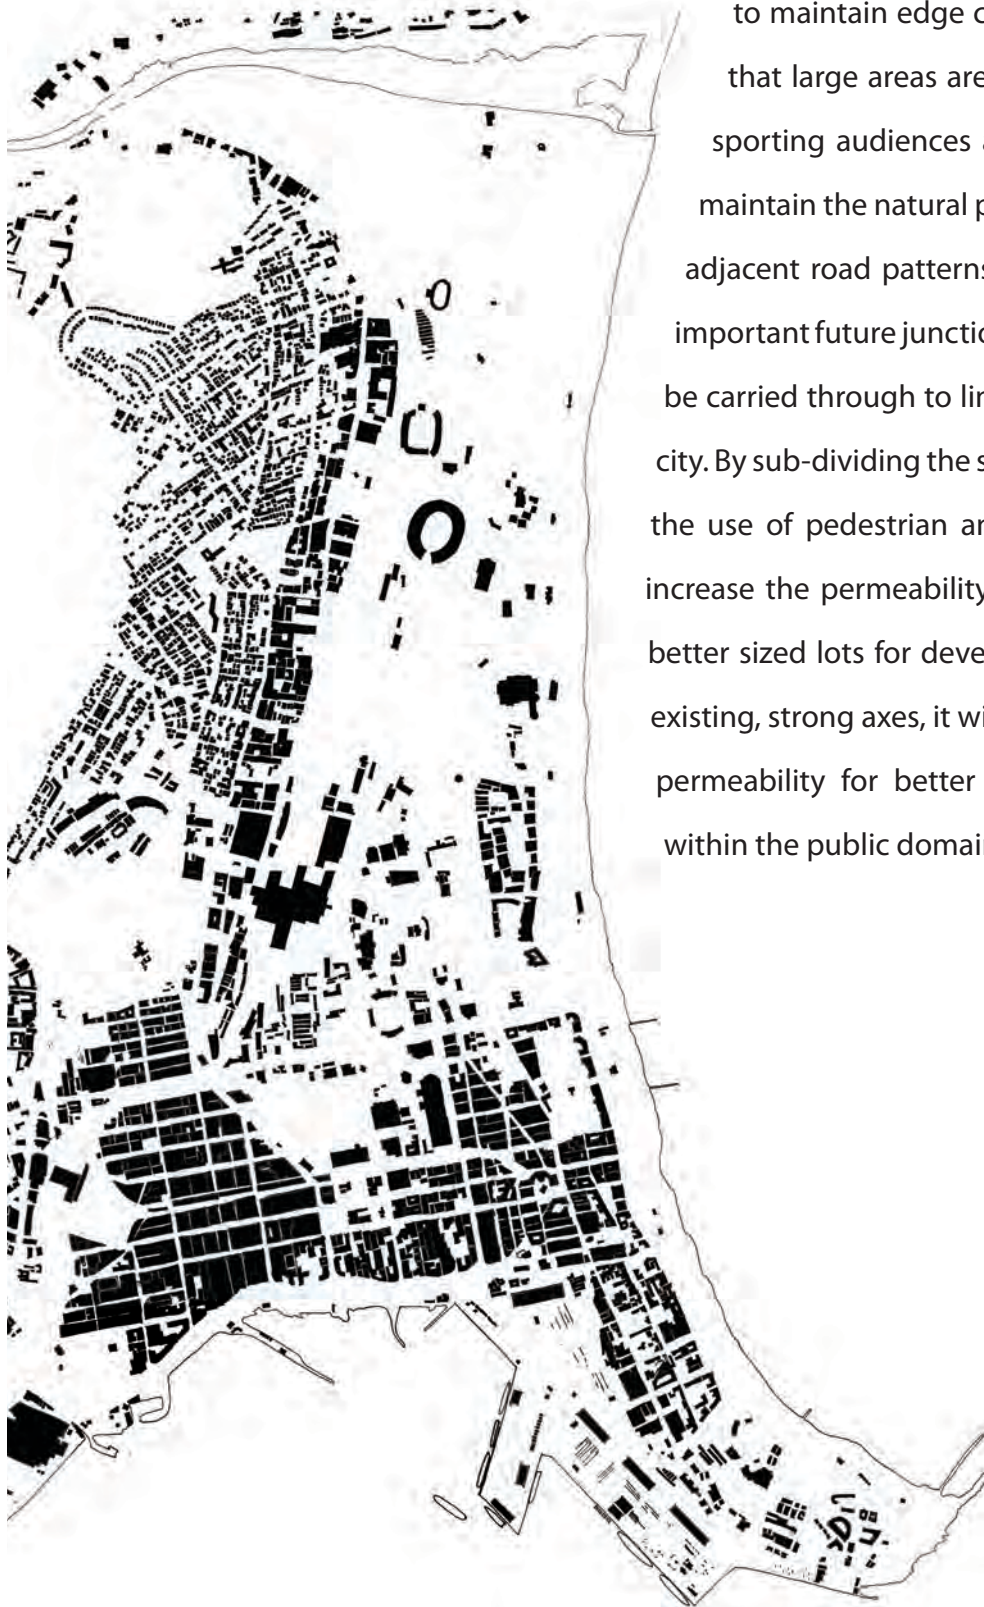 to maintain edge c
that large areas are
sporting audiences a
maintain the natural p
adjacent road patterns
important future junctio
be carried through to lin
city. By sub-dividing the s
the use of pedestrian an
increase the permeability
better sized lots for deve
existing, strong axes, it wi
permeability for better
within the public domain